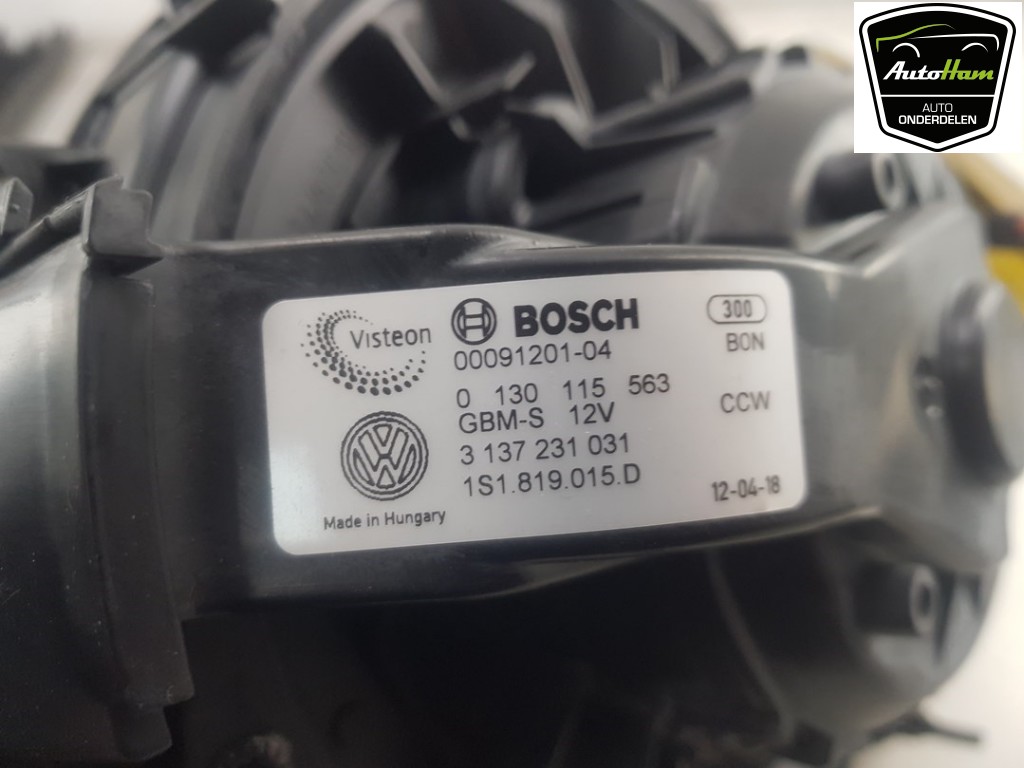 AutoHam
AUTO
ONDERDELEN
Visteon
BOSCH
300
00091201-04
BON
0 130 115 563
GBM-S 12V
CCW
3 137 231 031
1S1.819.015.D
12-04-18
Made in Hungary